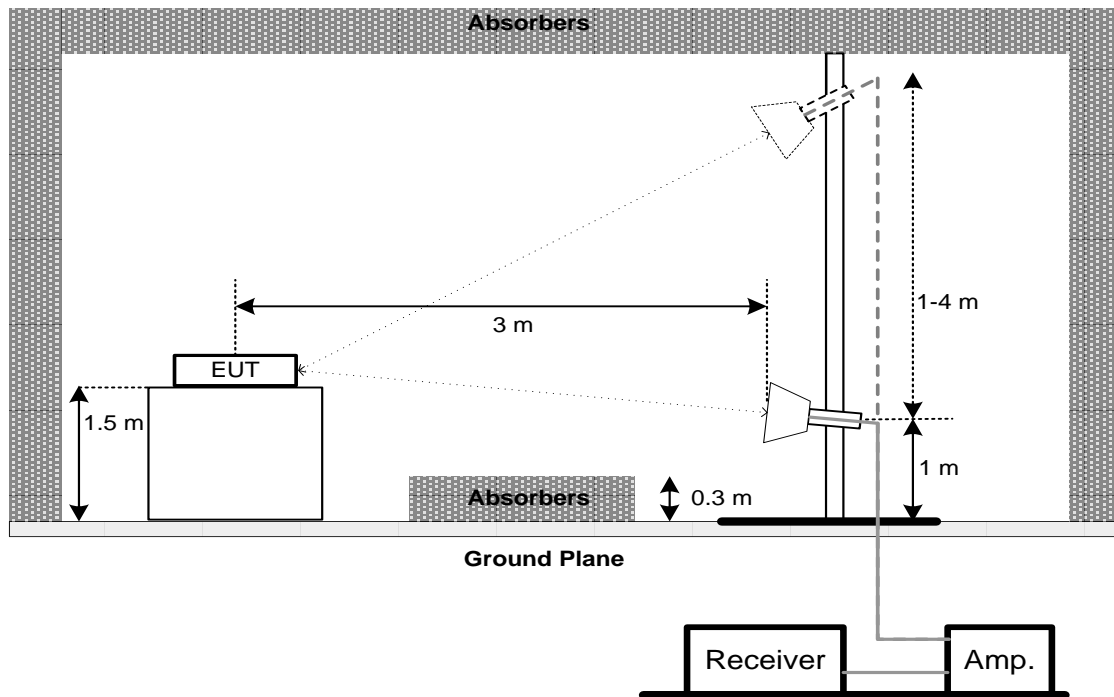 Absorbers
1-4 m
3 m
EUT
1.5 m
1 m
Absorbers
0.3 m
Ground Plane
Receiver
Amp.